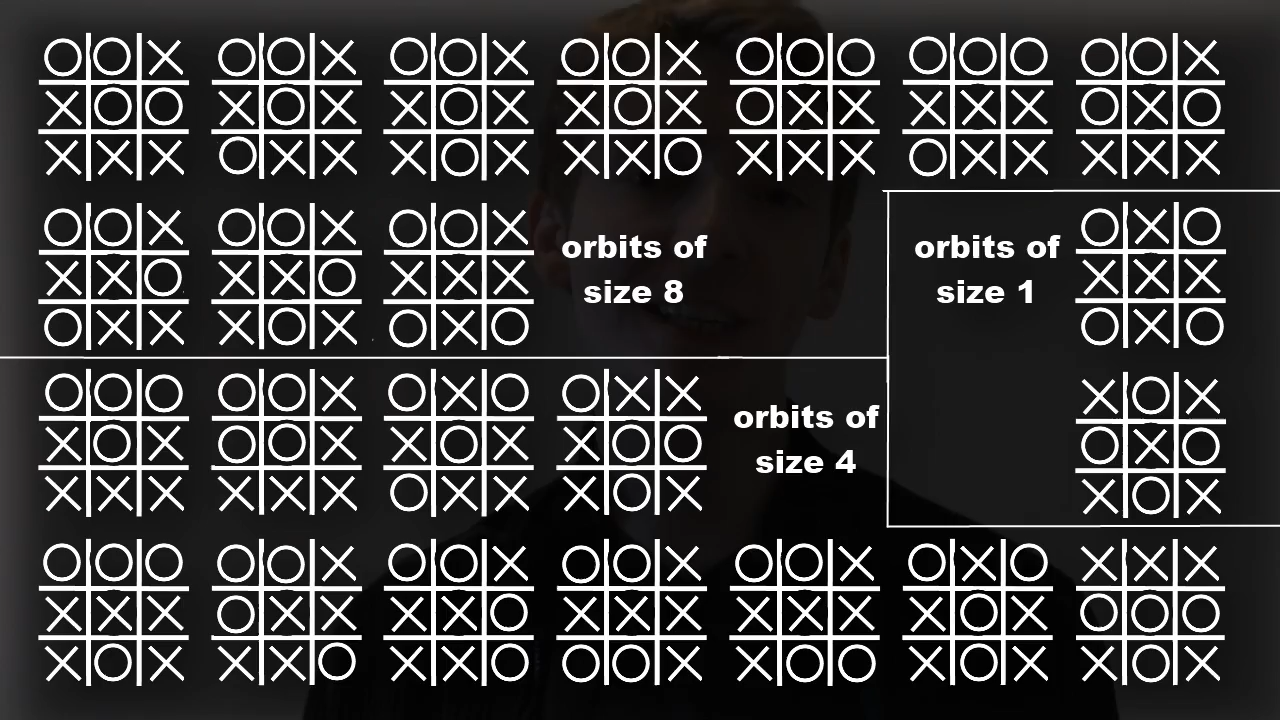 orbits of
size 8
orbits of
size 1
orbits of
size 4